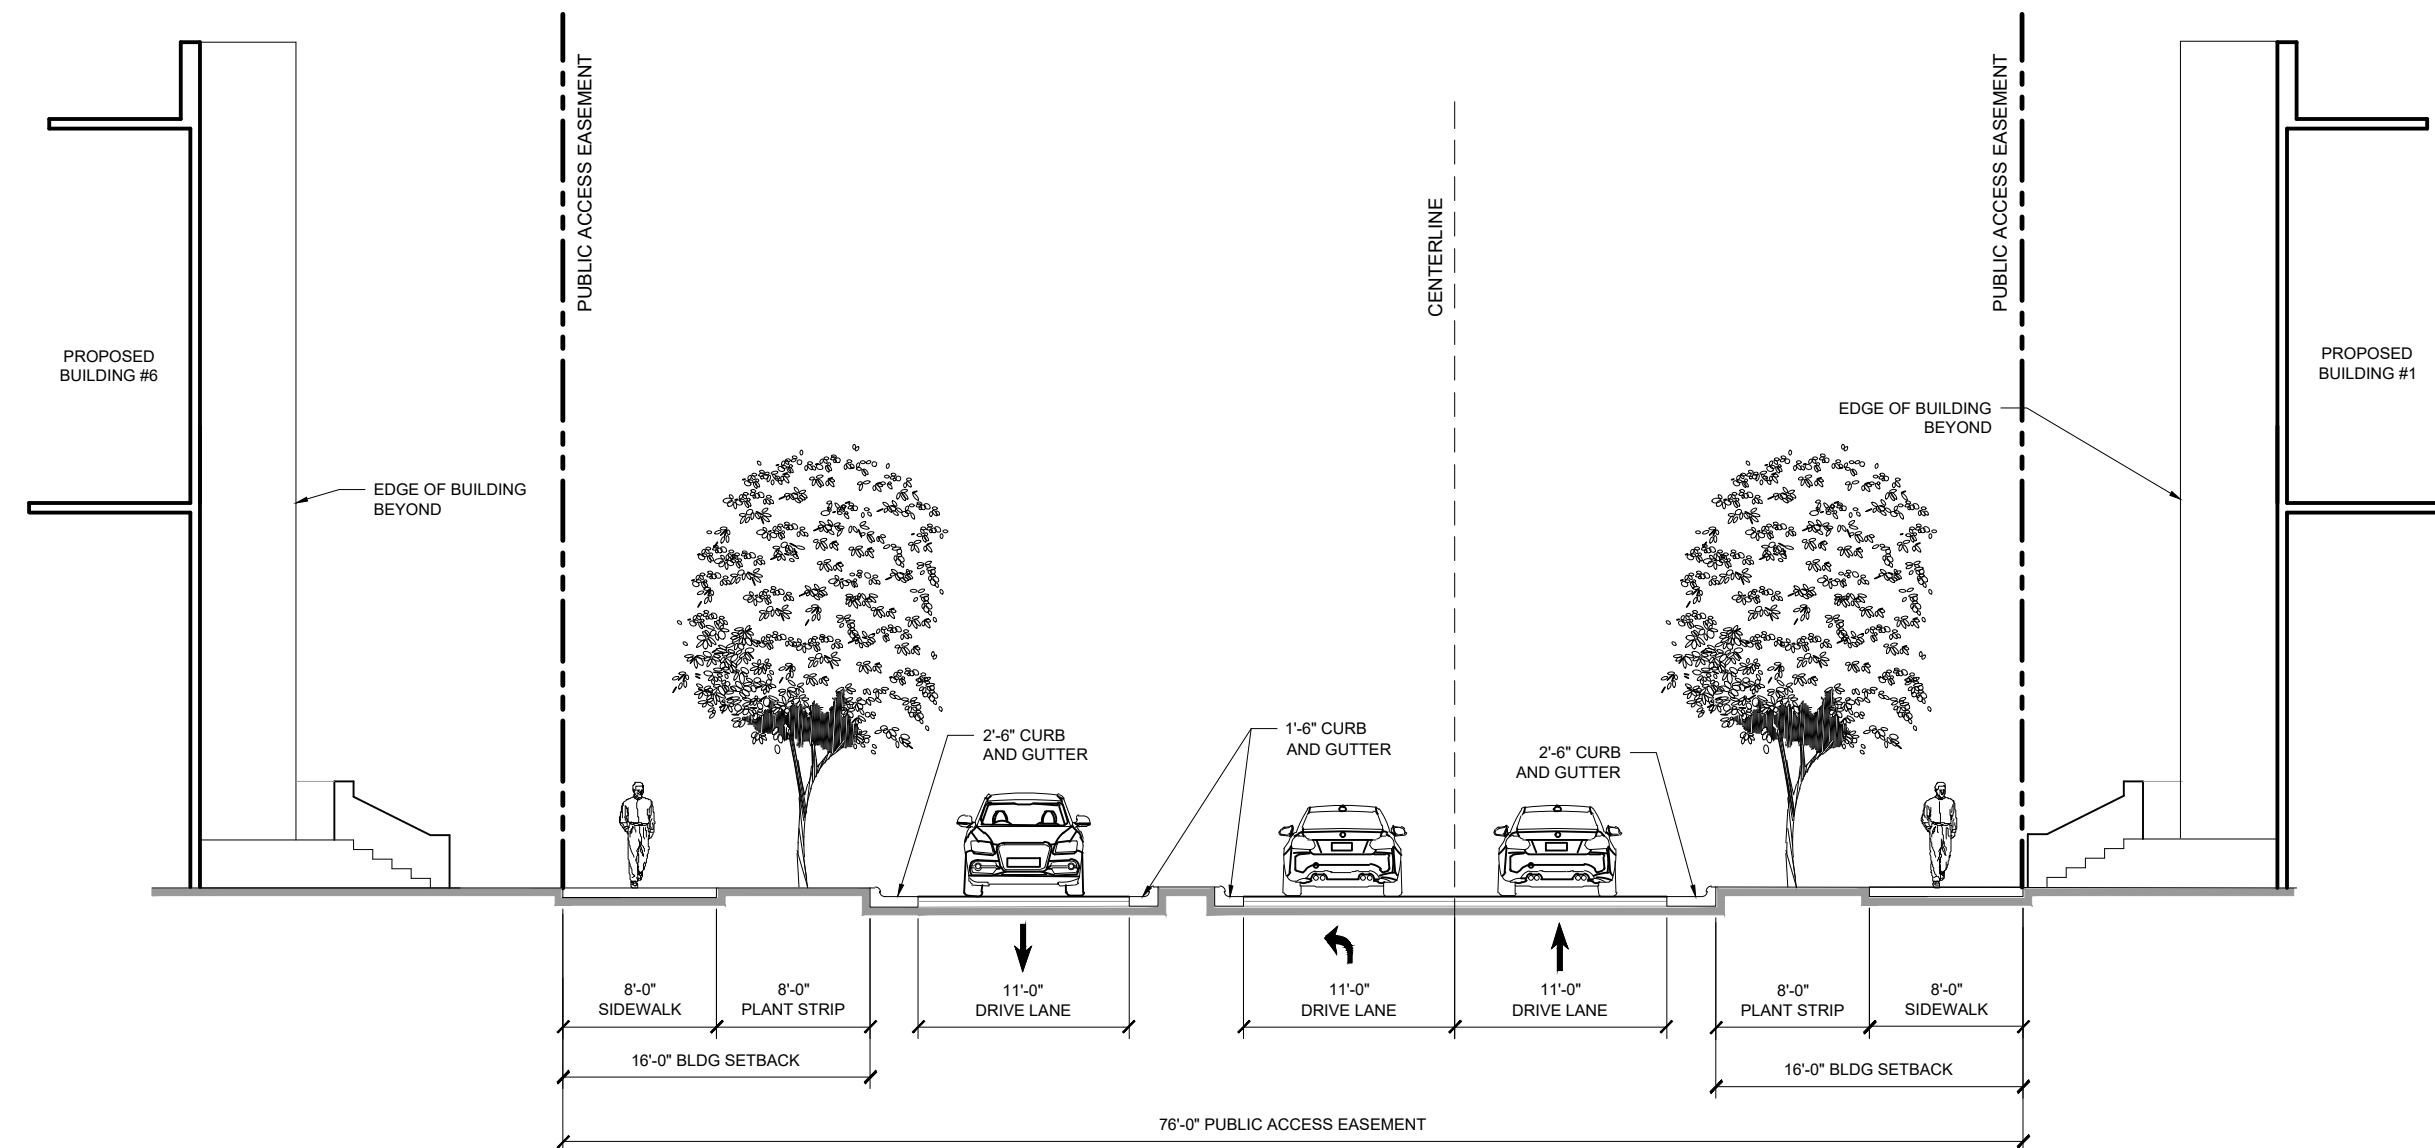 PUBLIC ACCESS EASEMENT
PUBLIC ACCESS EASEMENT
CENTERLINE
PROPOSED
BUILDING #6
PROPOSED
BUILDING #1
EDGE OF BUILDING
BEYOND
EDGE OF BUILDING
BEYOND
2'-6" CURB
AND GUTTER
1'-6" CURB
AND GUTTER
2'-6" CURB
AND GUTTER
8'-0"
SIDEWALK
8'-0"
PLANT STRIP
11'-0"
DRIVE LANE
11'-0"
DRIVE LANE
11'-0"
DRIVE LANE
8'-0"
PLANT STRIP
8'-0"
SIDEWALK
16'-0" BLDG SETBACK
16'-0" BLDG SETBACK
76'-0" PUBLIC ACCESS EASEMENT